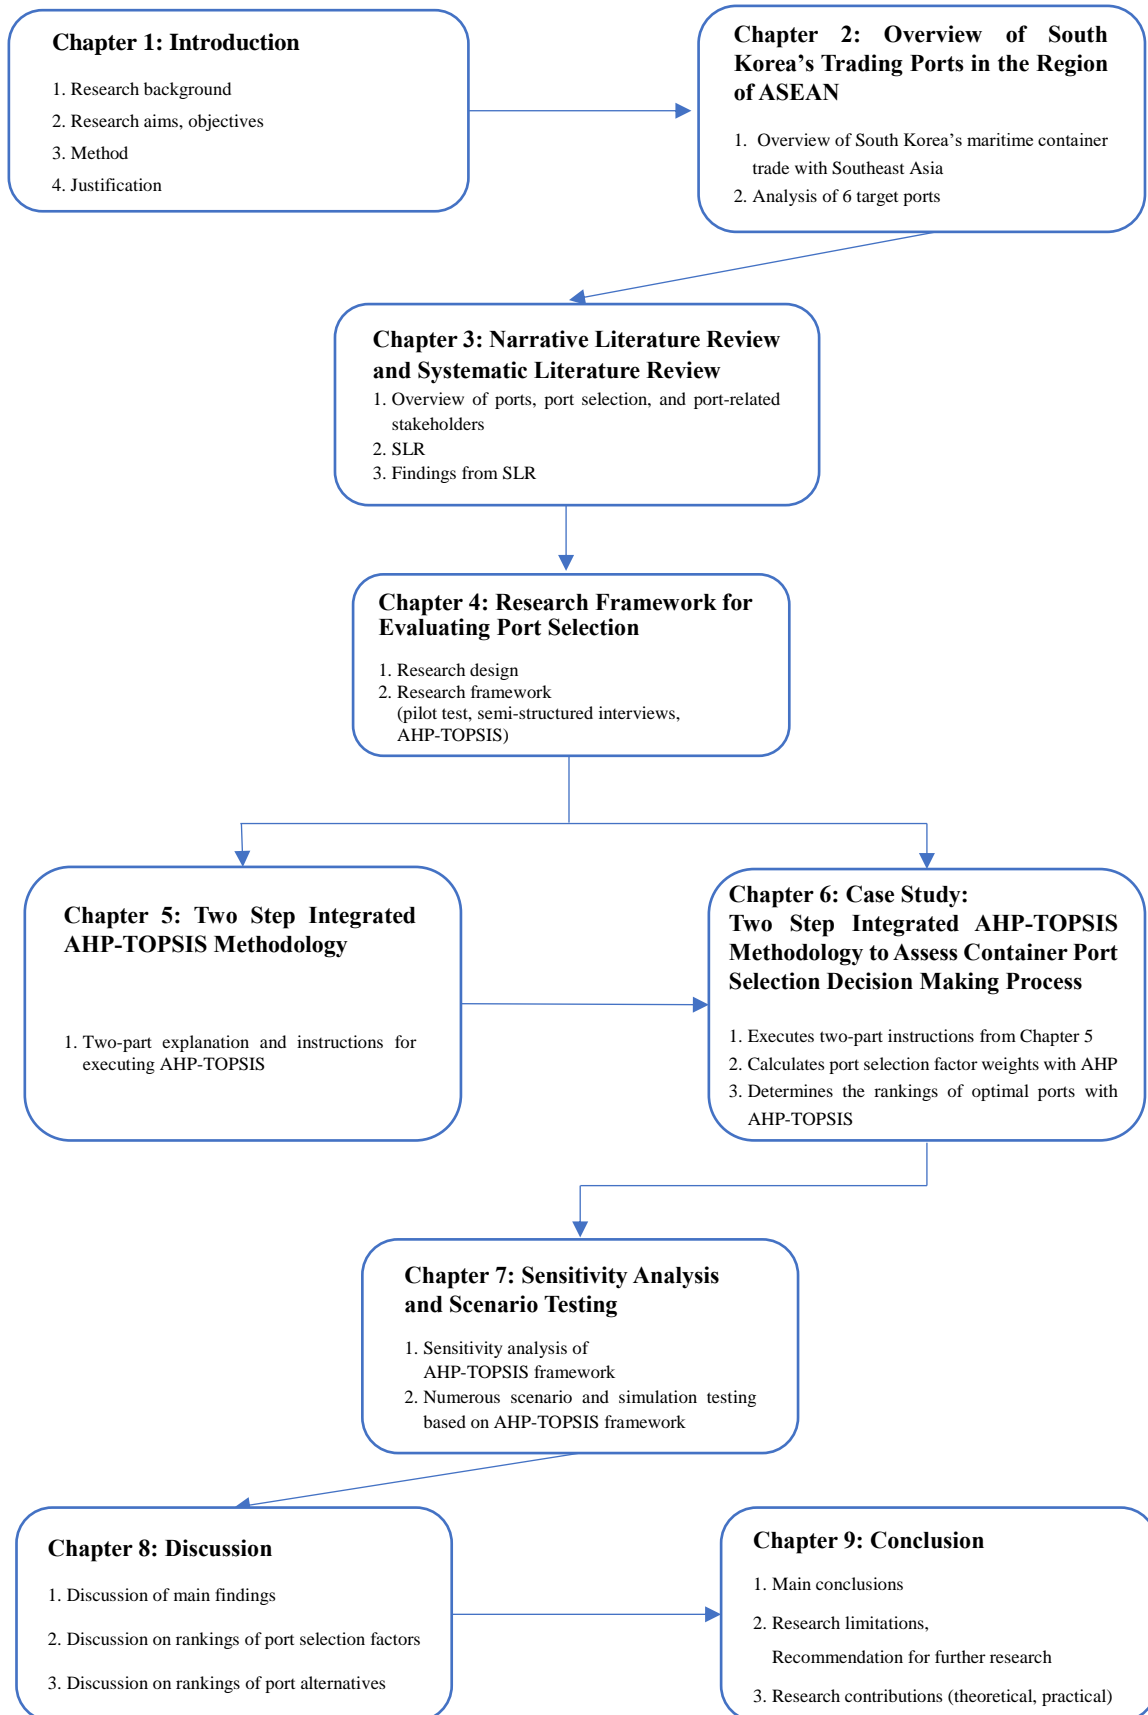 Chapter 1: Introduction
1. Research background
2. Research aims, objectives
3. Method
4. Justification
Chapter 2: Overview of South
Korea’s Trading Ports in the Region
of ASEAN
1. Overview of South Korea’s maritime container
trade with Southeast Asia
2. Analysis of 6 target ports
Chapter 3: Narrative Literature Review
and Systematic Literature Review
1. Overview of ports, port selection, and port-related
stakeholders
2. SLR
3. Findings from SLR
Chapter 4: Research Framework for
Evaluating Port Selection
1. Research design
2. Research framework
(pilot test, semi-structured interviews,
AHP-TOPSIS)
Chapter 5: Two Step Integrated
AHP-TOPSIS Methodology
1. Two-part explanation and instructions for
executing AHP-TOPSIS
Chapter 6: Case Study:
Two Step Integrated AHP-TOPSIS
Methodology to Assess Container Port
Selection Decision Making Process
1. Executes two-part instructions from Chapter 5
2. Calculates port selection factor weights with AHP
3. Determines the rankings of optimal ports with
AHP-TOPSIS
Chapter 7: Sensitivity Analysis
and Scenario Testing
1. Sensitivity analysis of
AHP-TOPSIS framework
2. Numerous scenario and simulation testing
based on AHP-TOPSIS framework
Chapter 8: Discussion
1. Discussion of main findings
2. Discussion on rankings of port selection factors
3. Discussion on rankings of port alternatives
Chapter 9: Conclusion
1. Main conclusions
2. Research limitations,
Recommendation for further research
3. Research contributions (theoretical, practical)